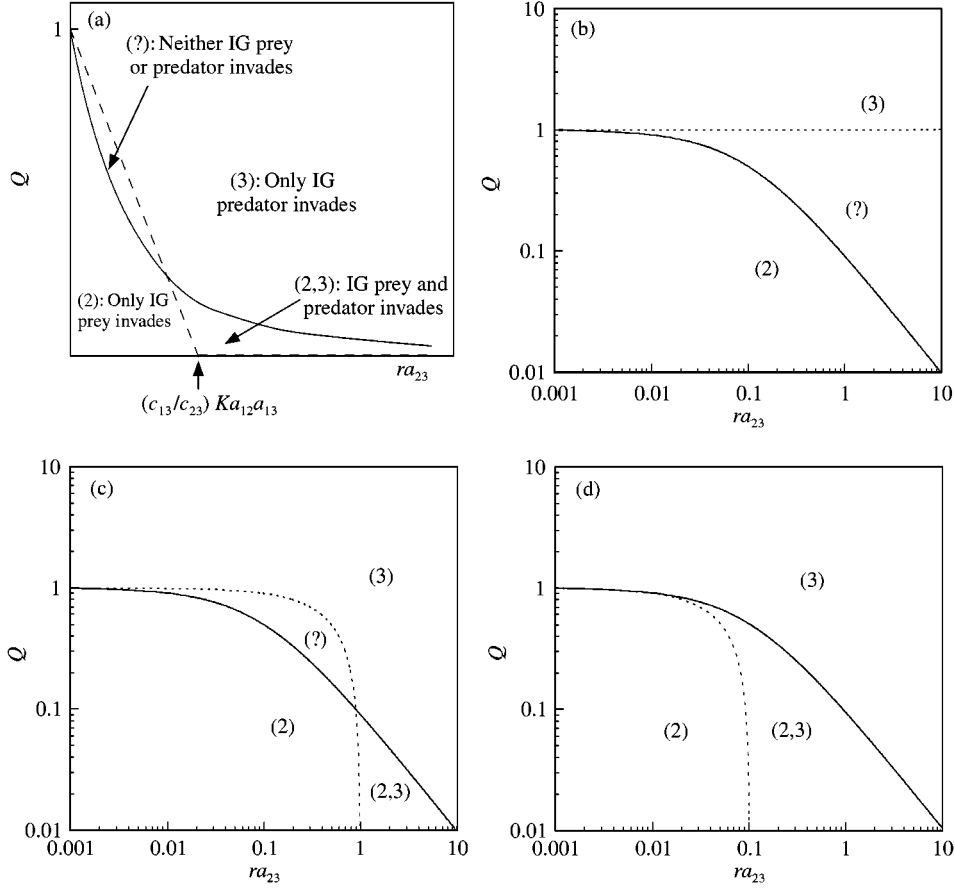 (a)
1
(?): Neither IG prey
or predator invades
Q
(3): Only IG
predator invades
(2): Only IG
prey invades
(2,3): IG prey and
predator invades
ra23
(c13/c23) Ka12a13
(b)
10
1
0.1
0.01
Q
(3)
(?)
(2)
0.001 0.01 0.1 1 10
ra23
(c)
10
1
0.1
0.01
Q
(3)
(?)
(2)
(2,3)
0.001 0.01 0.1 1 10
ra23
(d)
10
1
0.1
0.01
Q
(3)
(2)
(2,3)
0.001 0.01 0.1 1 10
ra23